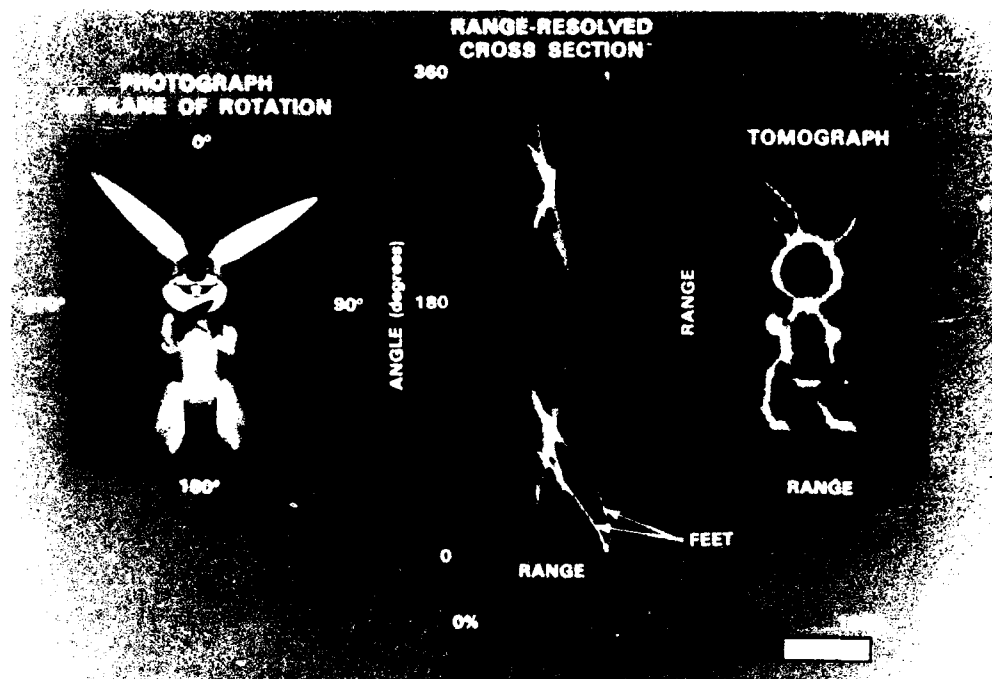 RANGE-RESOLVED
CROSS SECTION
PHOTOGRAPH
PLANE OF ROTATION
0°
90°
180°
360
180
0
ANGLE (degrees)
RANGE
0%
FEET
TOMOGRAPH
RANGE
RANGE